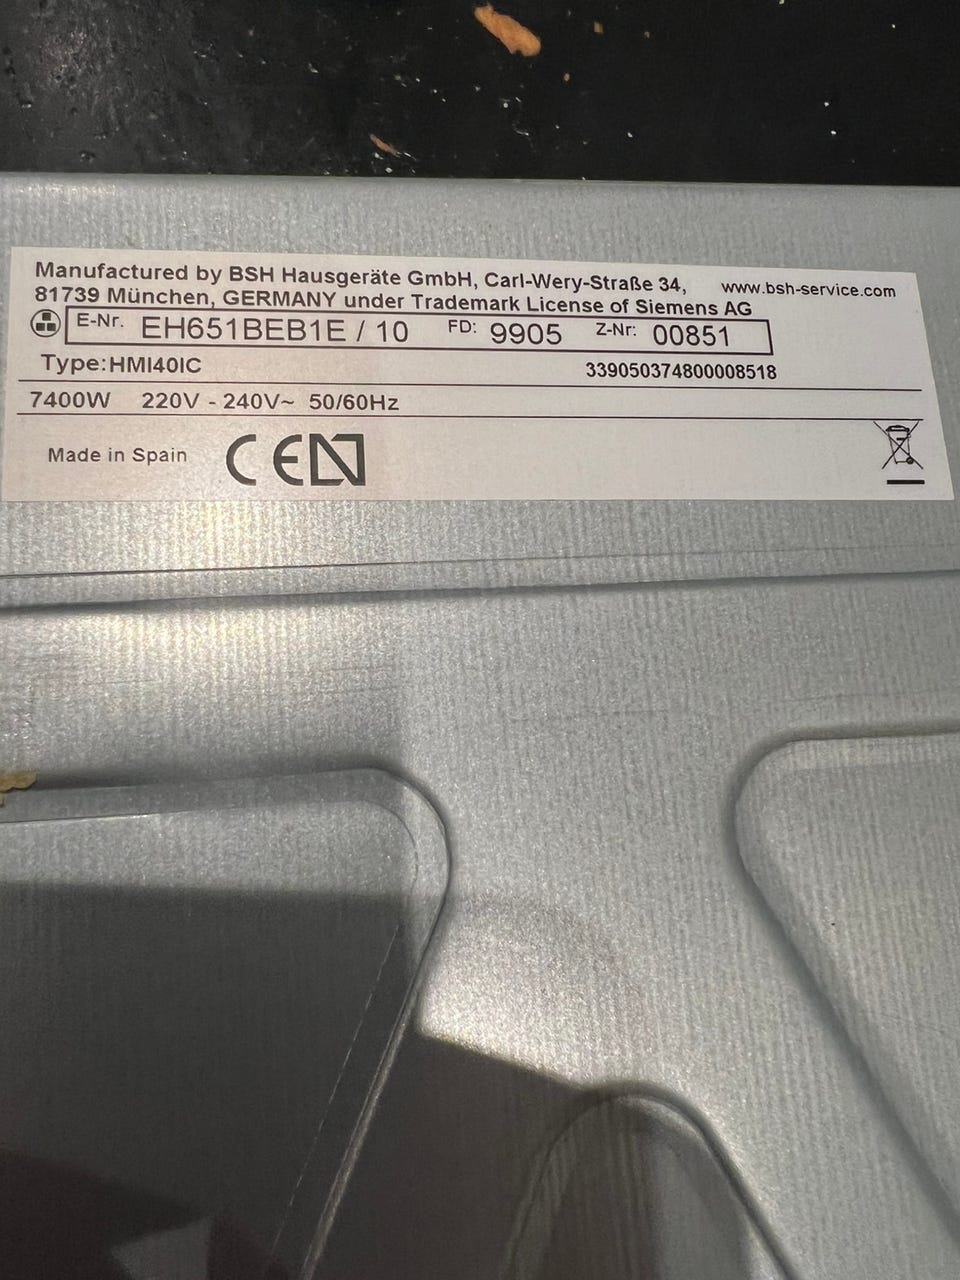 Manufactured by BSH Hausgeräte GmbH, Carl-Wery-Straße 34, www.bsh-service.com
81739 München, GERMANY under Trademark License of Siemens AG
E-Nr. EH651BEB1E / 10 FD: 9905 Z-Nr: 00851
Type:HMI40IC 339050374800008518
7400W 220V - 240V~ 50/60Hz
Made in Spain CE N